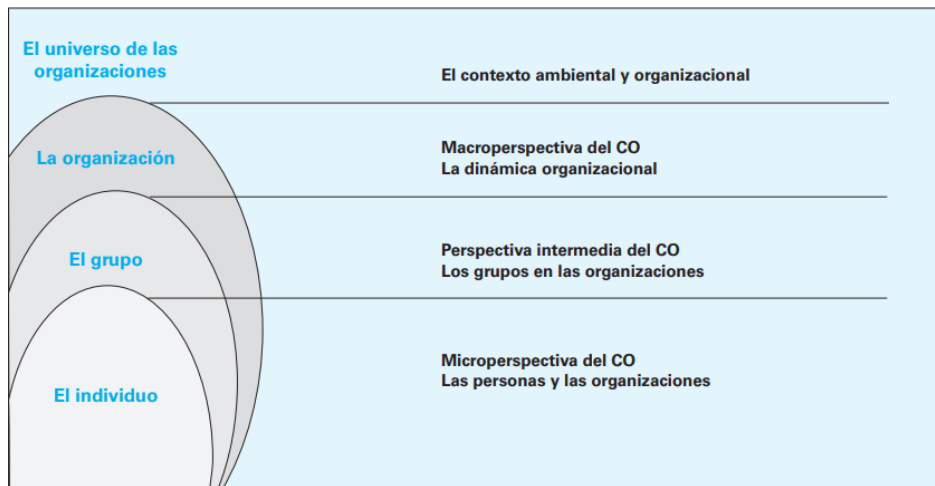 El universo de las
organizaciones
El contexto ambiental y organizacional
La organización
Macroperspectiva del CO
La dinámica organizacional
El grupo
Perspectiva intermedia del CO
Los grupos en las organizaciones
El individuo
Microperspectiva del CO
Las personas y las organizaciones